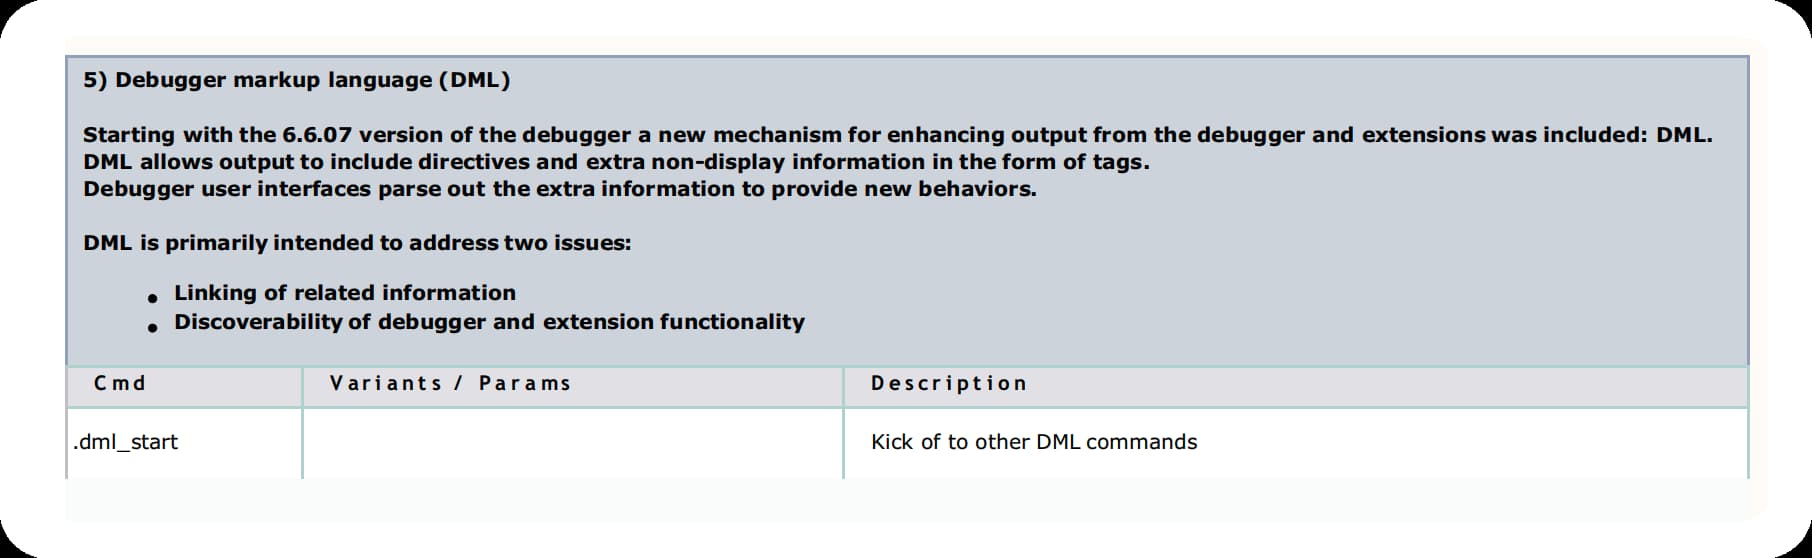 5) Debugger markup language (DML)
Starting with the 6.6.07 version of the debugger a new mechanism for enhancing output from the debugger and extensions was included: DML.
DML allows output to include directives and extra non-display information in the form of tags.
Debugger user interfaces parse out the extra information to provide new behaviors.
DML is primarily intended to address two issues:
● Linking of related information
● Discoverability of debugger and extension functionality
Cmd Variants / Params Description
.dml_start Kick of to other DML commands